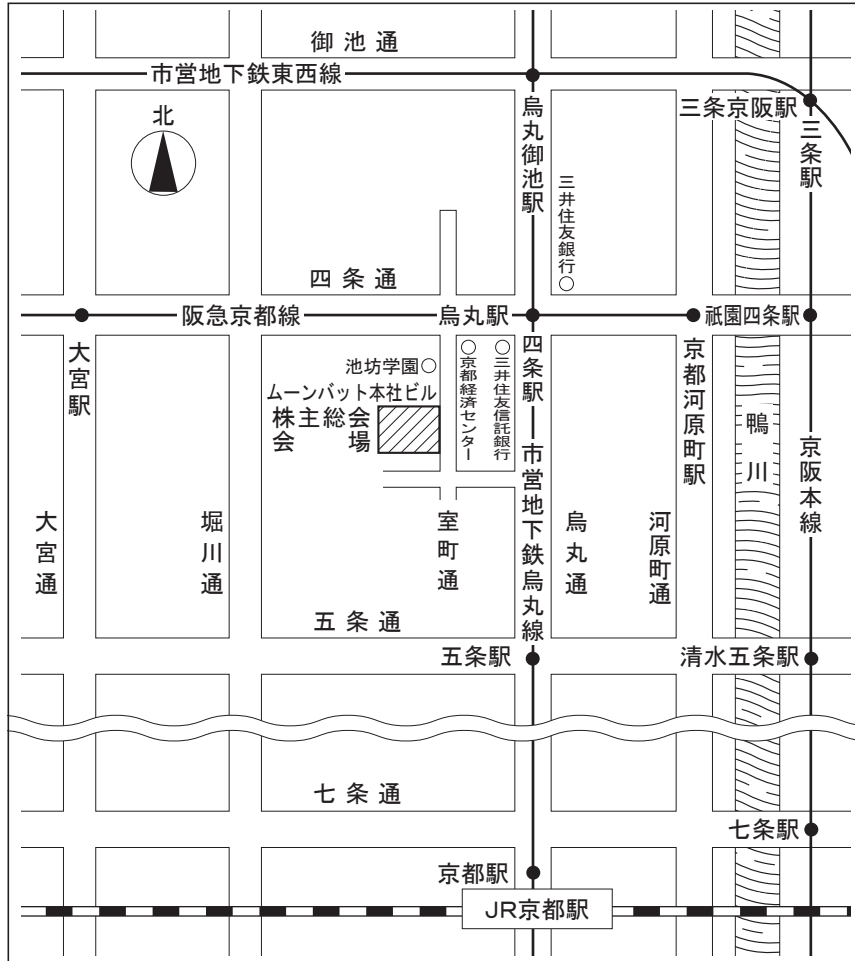 御池通
市営地下鉄東西線
北
三条京阪駅
烏丸御池駅
三条駅
三井住友銀行
四条通
阪急京都線
烏丸駅
祇園四条駅
大宮駅
四条駅
京都河原町駅
池坊学園
ムーンバット本社ビル
株主総会会場
京都経済センター
三井住友信託銀行
鴨川
京阪本線
市営地下鉄烏丸線
大宮通
堀川通
室町通
烏丸通
河原町通
五条通
五条駅
清水五条駅
七条通
七条駅
京都駅
JR京都駅